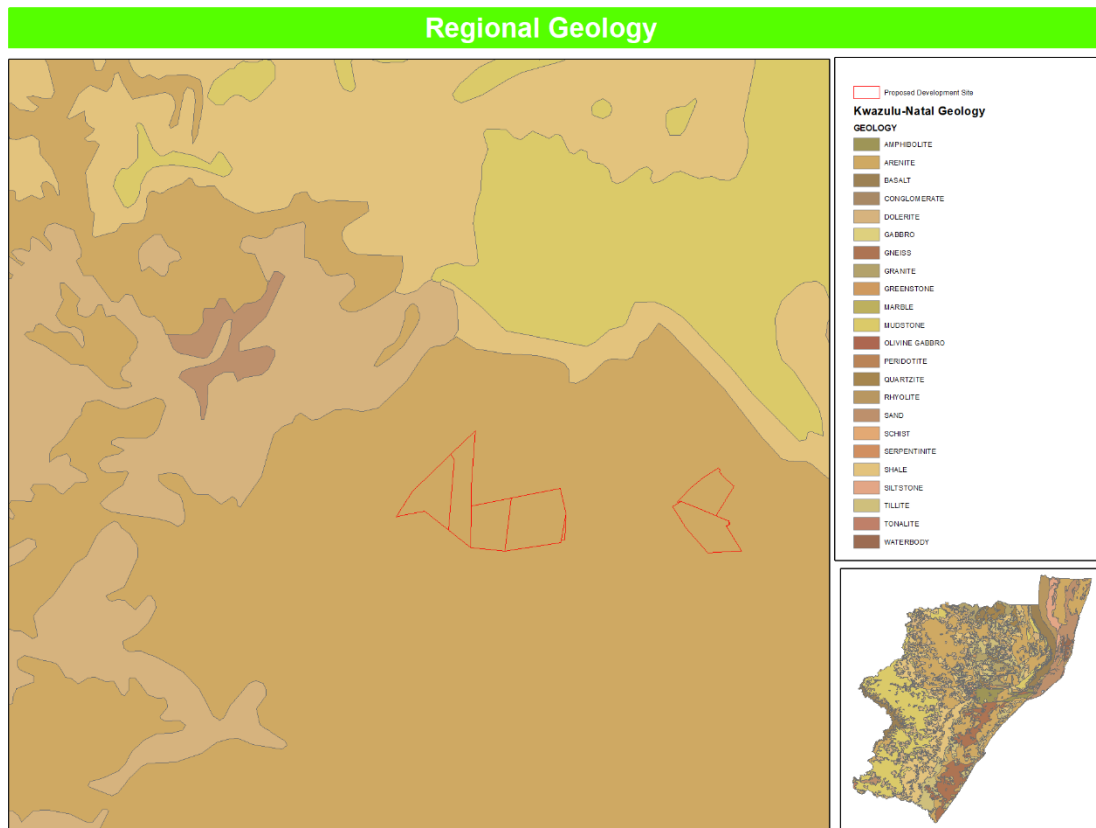 Regional Geology
Proposed Development Site
Kwazulu-Natal Geology
GEOLOGY
AMPHIBOLITE
ARENITE
BASALT
CONGLOMERATE
DOLERITE
GABBRO
GNEISS
GRANITE
GREENSTONE
MARBLE
MUDSTONE
OLIVINE GABBRO
PERIDOTITE
QUARTZITE
RHYOLITE
SAND
SCHIST
SERPENTINITE
SHALE
SILTSTONE
TILLITE
TONALITE
WATERBODY